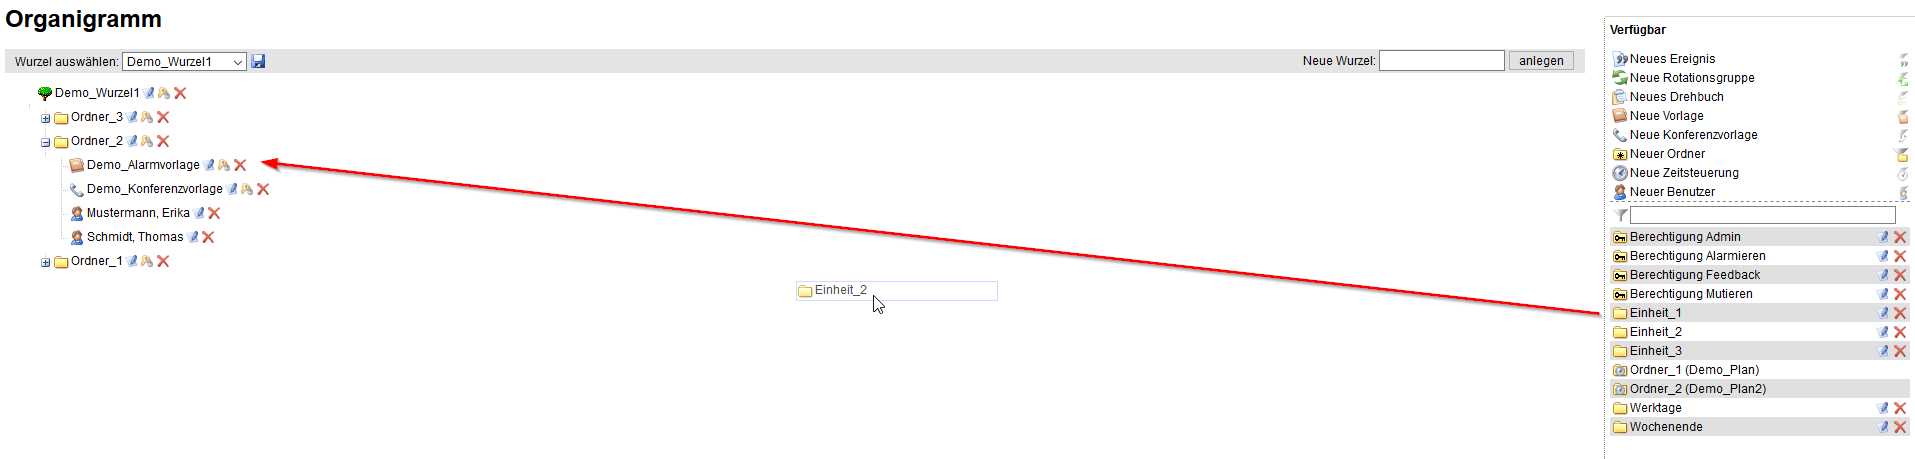 Organigramm
Wurzel auswählen: Demo_Wurzel1
Neue Wurzel: anlegen
Demo_Wurzel1
Ordner_3
Ordner_2
Demo_Alarmvorlage
Demo_Konferenzvorlage
Mustermann, Erika
Schmidt, Thomas
Ordner_1
Einheit_2
Verfügbar
Neues Ereignis
Neue Rotationsgruppe
Neues Drehbuch
Neue Vorlage
Neue Konferenzvorlage
Neuer Ordner
Neue Zeitsteuerung
Neuer Benutzer
Berechtigung Admin
Berechtigung Alarmieren
Berechtigung Feedback
Berechtigung Mutieren
Einheit_1
Einheit_2
Einheit_3
Ordner_1 (Demo_Plan)
Ordner_2 (Demo_Plan2)
Werktage
Wochenende